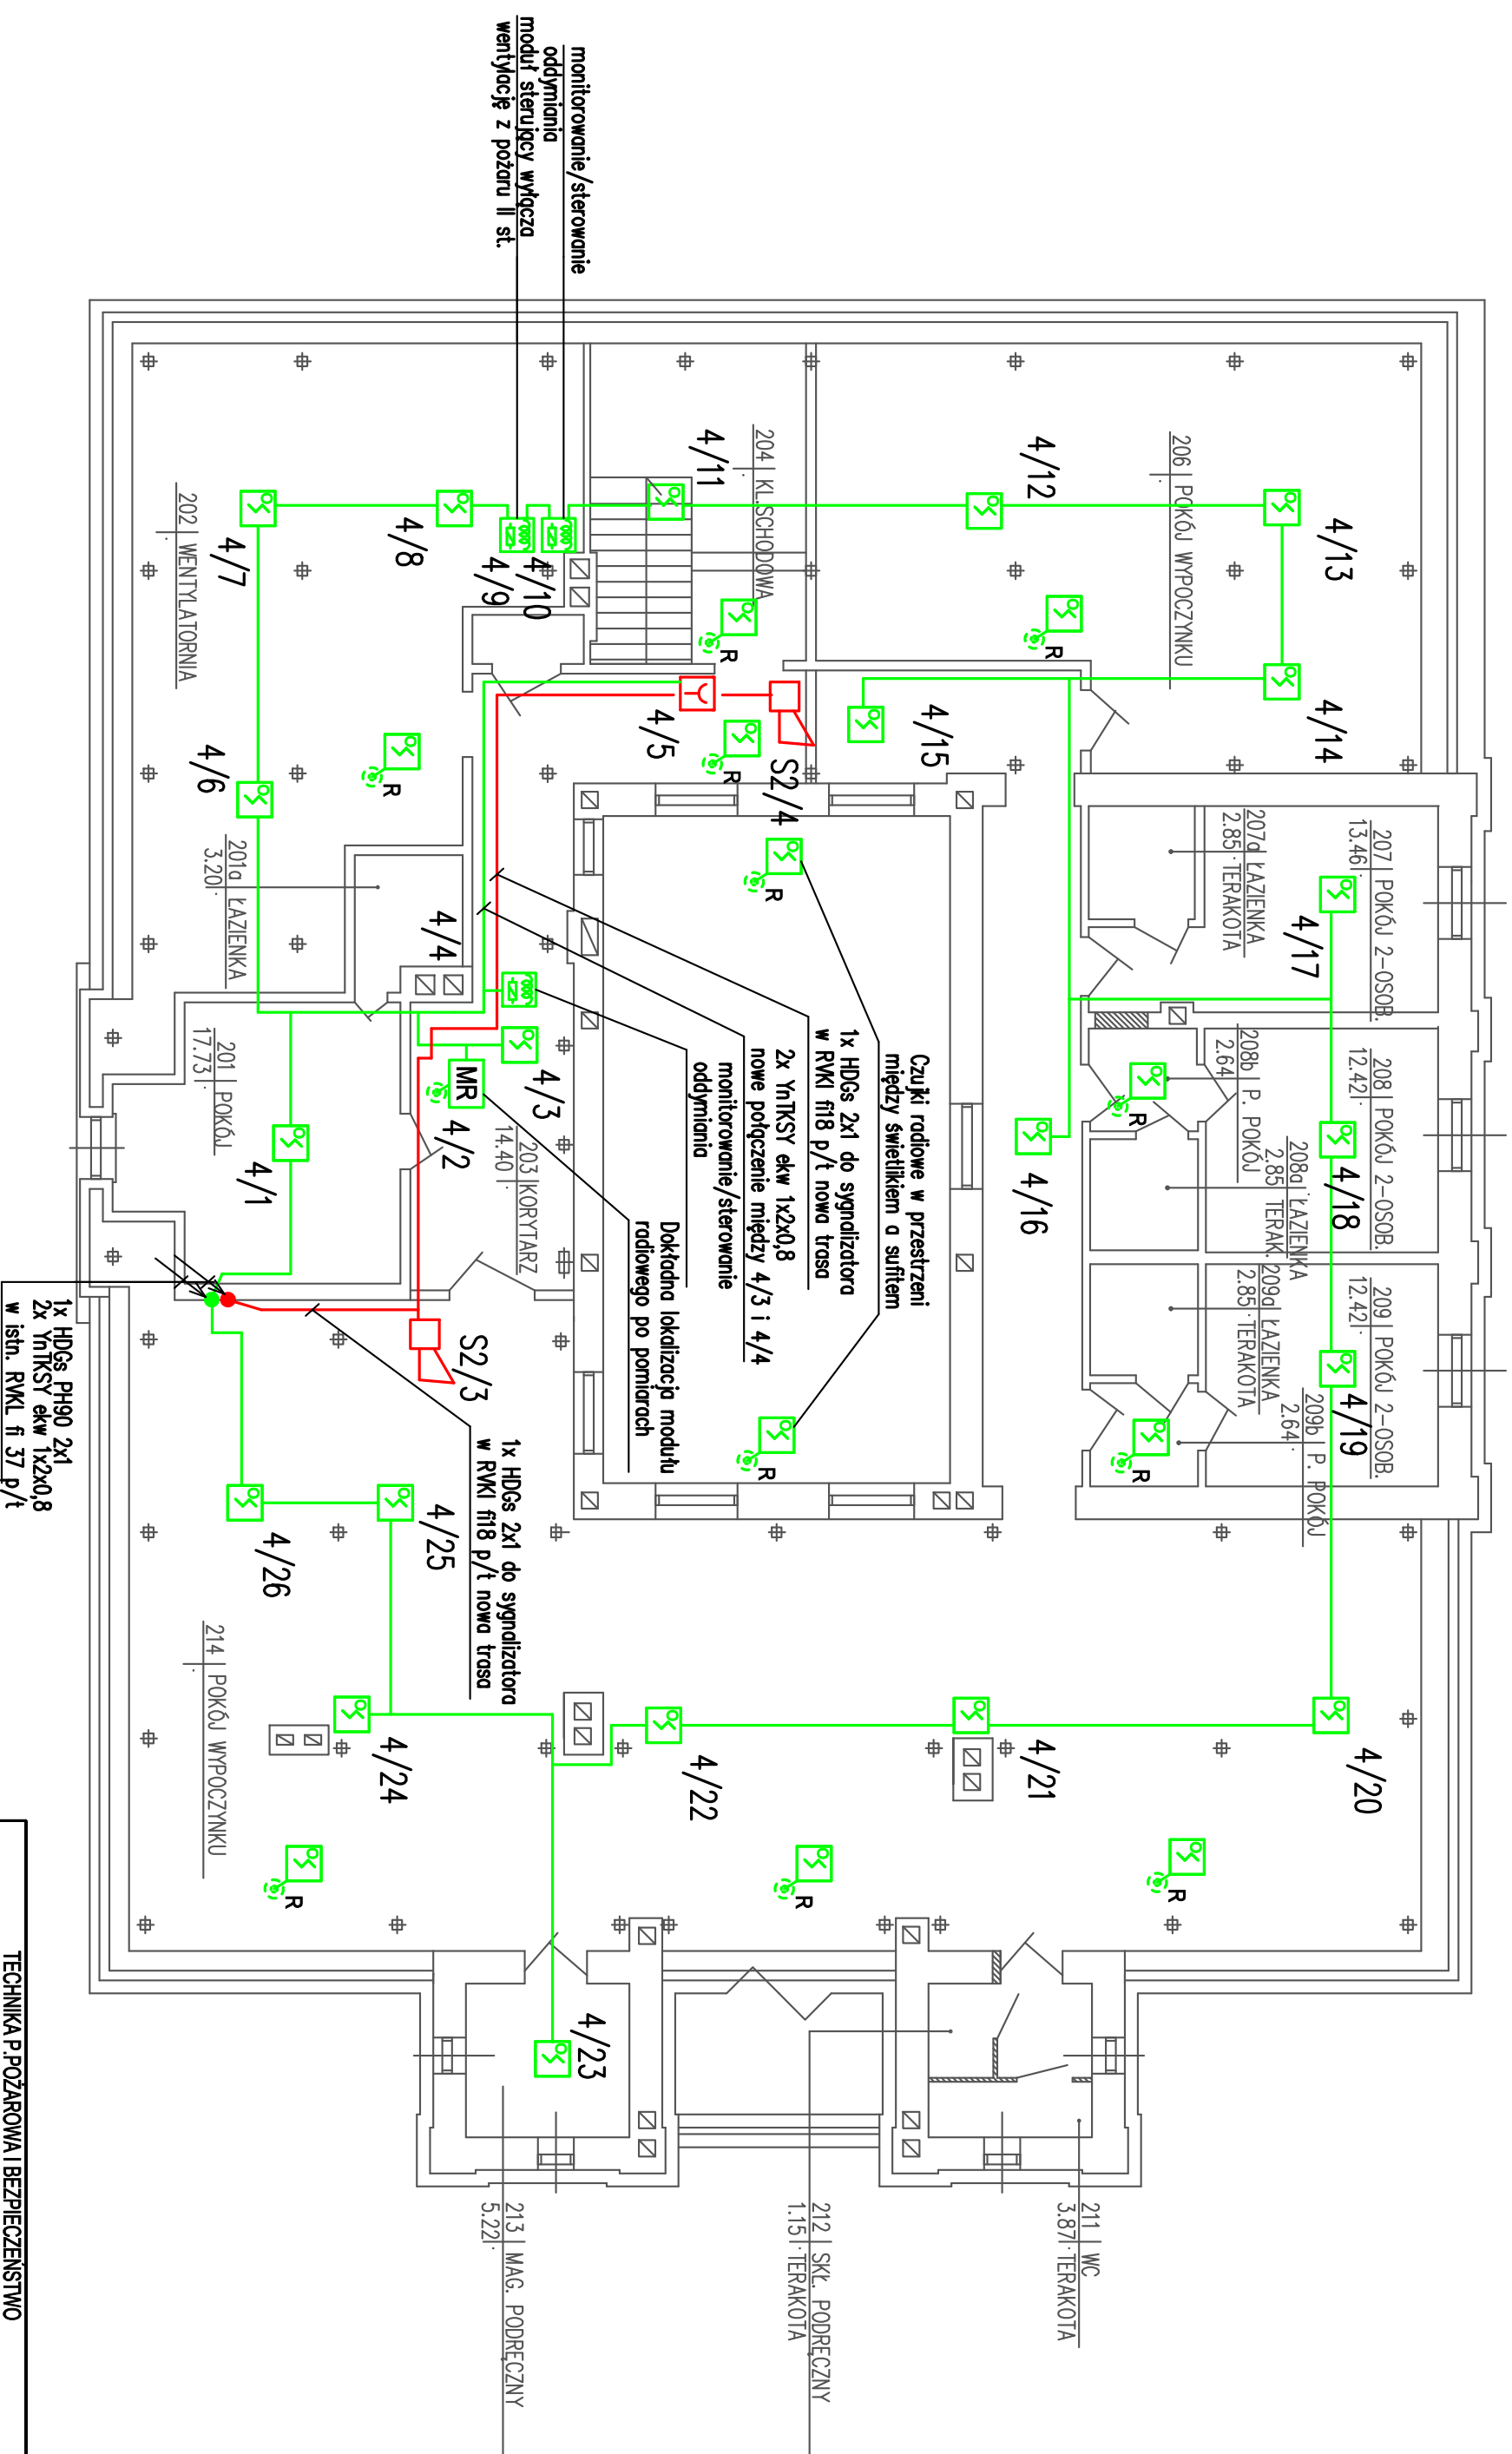 monitorowanie/sterowanie
oddymiania
moduł sterujący wyłącza
wentylację z pożaru II st.
206 POKÓJ WYPOCZYNKU
204 KL.SCHODOWA
202 WENTYLATORNIA
4/13
4/12
4/11
4/10
4/9
4/8
4/7
R
R
4/14
4/15
4/5
S2/4
R
R
4/6
207 POKÓJ 2-OSOB.
13.46
207a ŁAZIENKA
2.85 TERAKOTA
4/17
R
201a ŁAZIENKA
3.20
4/4
208 POKÓJ 2-OSOB.
12.42
4/18
208b P. POKÓJ
2.64
208a ŁAZIENKA
2.85 TERAK.
R
4/16
4/3
MR
4/2
203 KORYTARZ
14.40
201 POKÓJ
17.73
4/1
Czujki radiowe w przestrzeni
między świetlikiem a sufitem
1x HDGs 2x1 do sygnalizatora
w RVKl fi18 p/t nowa trasa
2x YnTKSY ekw 1x2x0,8
nowe połączenie między 4/3 i 4/4
monitorowanie/sterowanie
oddymiania
Dokładna lokalizacja modułu
radiowego po pomiarach
209 POKÓJ 2-OSOB.
12.42
4/19
209a ŁAZIENKA
2.85 TERAKOTA
209b P. POKÓJ
2.64
R
R
S2/3
1x HDGs 2x1 do sygnalizatora
w RVKl fi18 p/t nowa trasa
1x HDGs PH90 2x1
2x YnTKSY ekw 1x2x0,8
w istn. RVKL fi 37 p/t
4/25
4/26
214 POKÓJ WYPOCZYNKU
4/20
4/21
4/22
4/24
R
R
R
4/23
211 WC
3.87 TERAKOTA
212 SKŁ. PODRĘCZNY
1.15 TERAKOTA
213 MAG. PODRĘCZNY
5.22
TECHNIKA P.POŻAROWA I BEZPIECZEŃSTWO